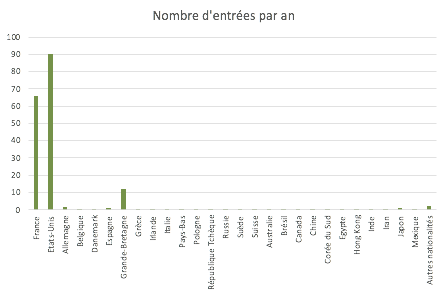 Nombre d'entrées par an
100
90
80
70
60
50
40
30
20
10
0
France
Etats-Unis
Allemagne
Belgique
Danemark
Espagne
Grande-Bretagne
Grèce
Irlande
Italie
Pays-Bas
Pologne
République Tchèque
Russie
Suède
Suisse
Australie
Brésil
Canada
Chine
Corée du Sud
Egypte
Hong Kong
Inde
Iran
Japon
Mexique
Autres nationalités